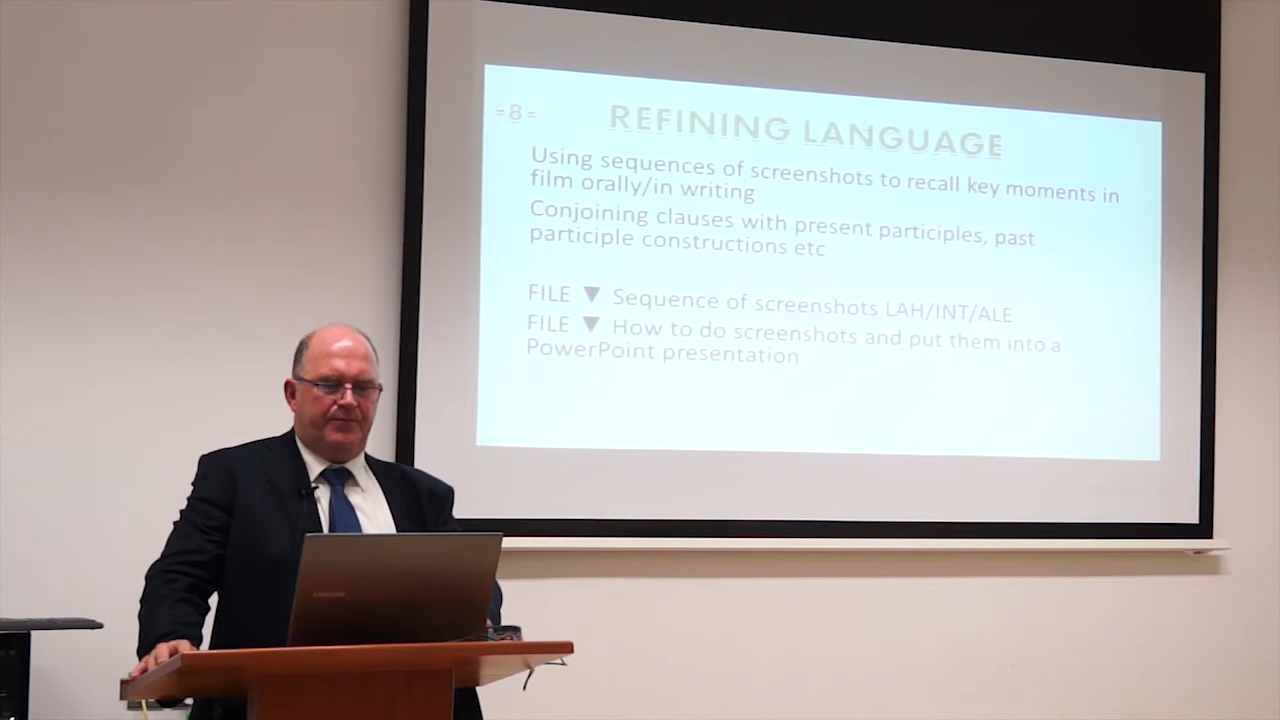 =8=
REFINING LANGUAGE
Using sequences of screenshots to recall key moments in
film orally/in writing
Conjoining clauses with present participles, past
participle constructions etc
FILE ▼ Sequence of screenshots LAH/INT/ALE
FILE ▼ How to do screenshots and put them into a
PowerPoint presentation
SAMSUNG